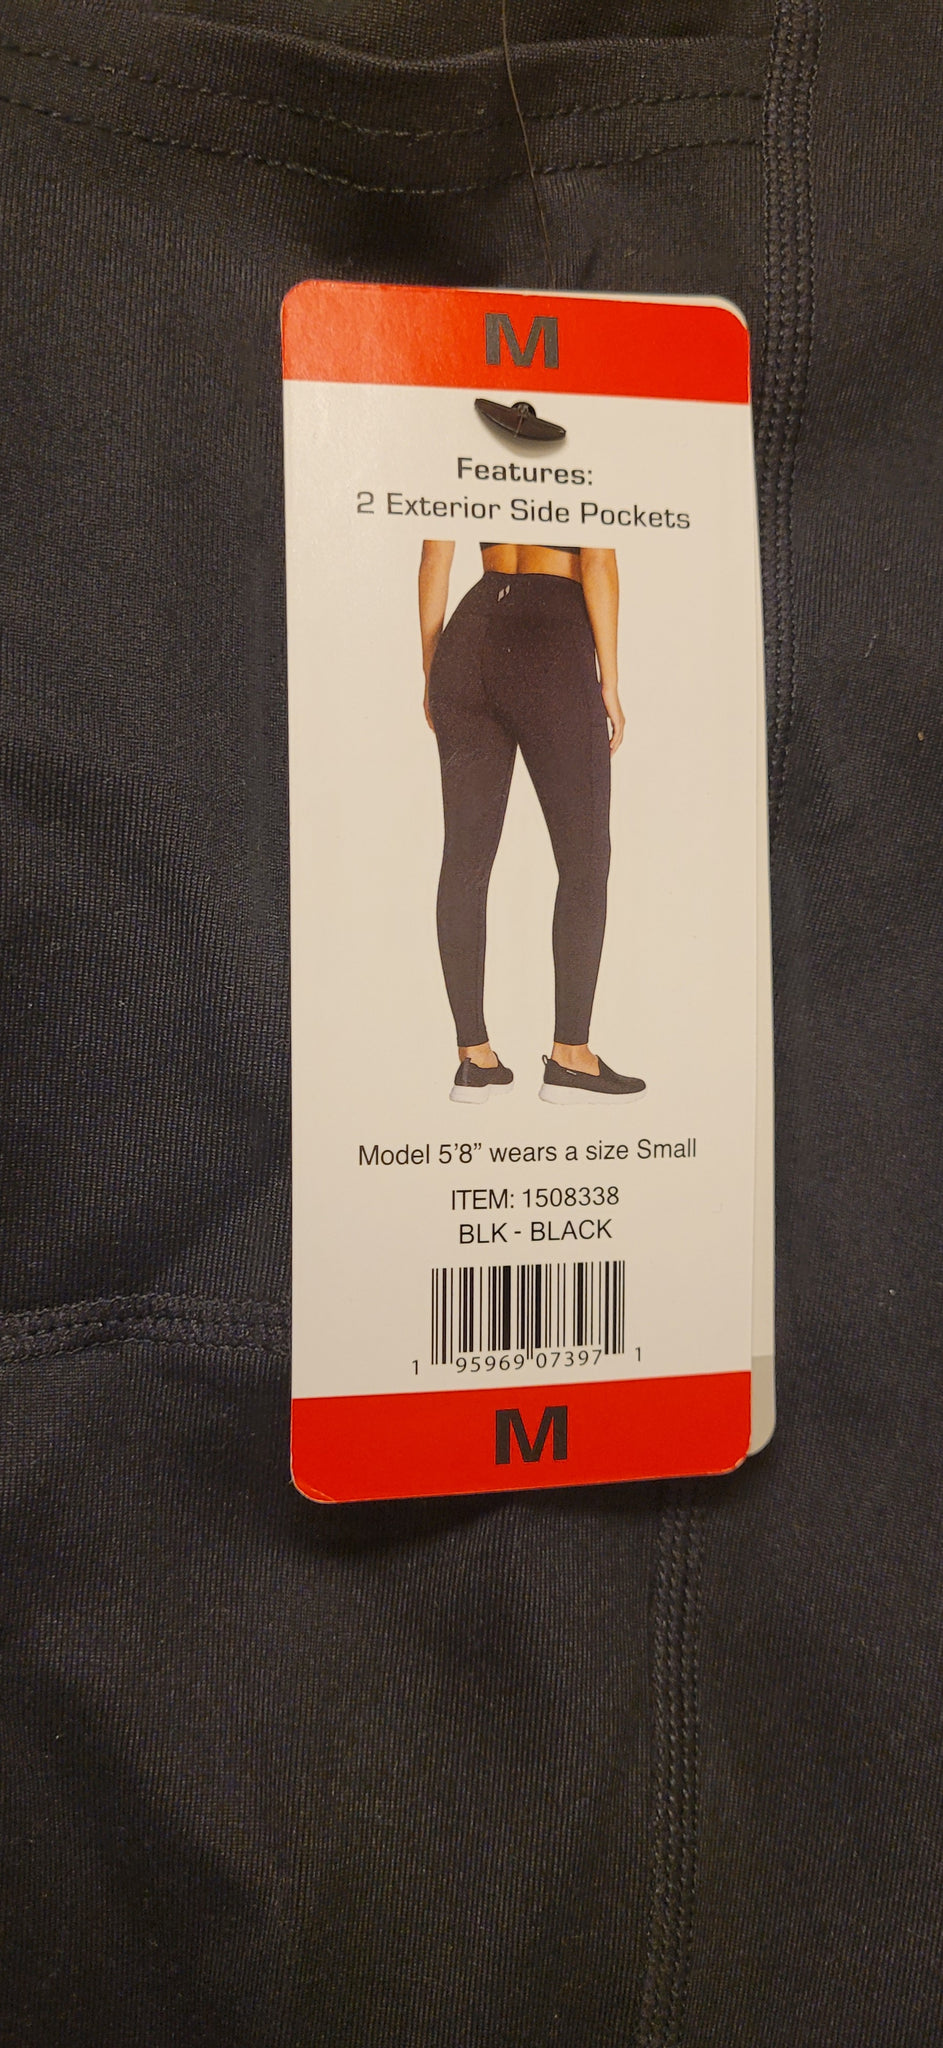 M
Features:
2 Exterior Side Pockets
Model 5'8” wears a size Small
ITEM: 1508338
BLK - BLACK
1 95969 07397 1
M